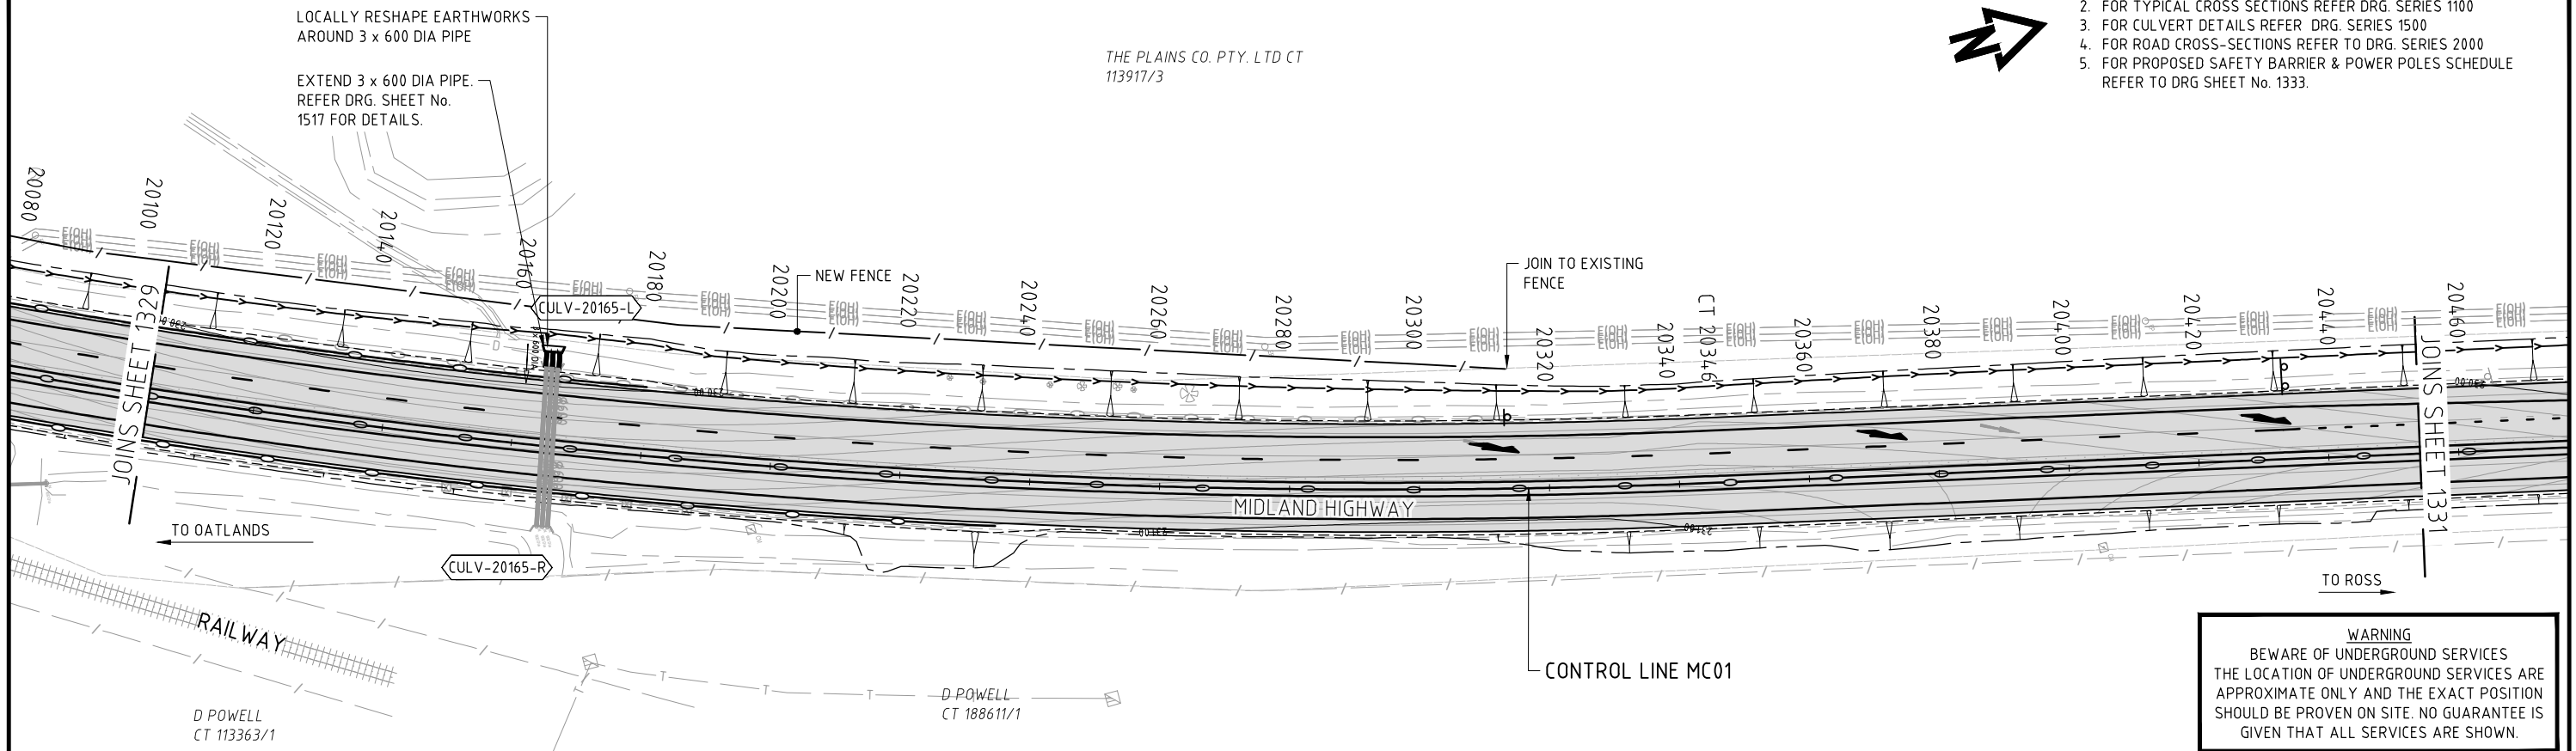 LOCALLY RESHAPE EARTHWORKS
AROUND 3 x 600 DIA PIPE
EXTEND 3 x 600 DIA PIPE.
REFER DRG. SHEET No.
1517 FOR DETAILS.
THE PLAINS CO. PTY. LTD CT
113917/3
2. FOR TYPICAL CROSS SECTIONS REFER DRG. SERIES 1100
3. FOR CULVERT DETAILS REFER DRG. SERIES 1500
4. FOR ROAD CROSS-SECTIONS REFER TO DRG. SERIES 2000
5. FOR PROPOSED SAFETY BARRIER & POWER POLES SCHEDULE
REFER TO DRG SHEET No. 1333.
20080
20100
20120
20140
20160
20180
20200
20220
20240
20260
20280
20300
20320
20340
CT 20346
20360
20380
20400
20420
20440
20460
NEW FENCE
JOIN TO EXISTING
FENCE
CULV-20165-L
JOINS SHEET 1329
JOINS SHEET 1331
MIDLAND HIGHWAY
TO OATLANDS
CULV-20165-R
TO ROSS
RAILWAY
CONTROL LINE MC01
D POWELL
CT 113363/1
D POWELL
CT 188611/1
WARNING
BEWARE OF UNDERGROUND SERVICES
THE LOCATION OF UNDERGROUND SERVICES ARE
APPROXIMATE ONLY AND THE EXACT POSITION
SHOULD BE PROVEN ON SITE. NO GUARANTEE IS
GIVEN THAT ALL SERVICES ARE SHOWN.